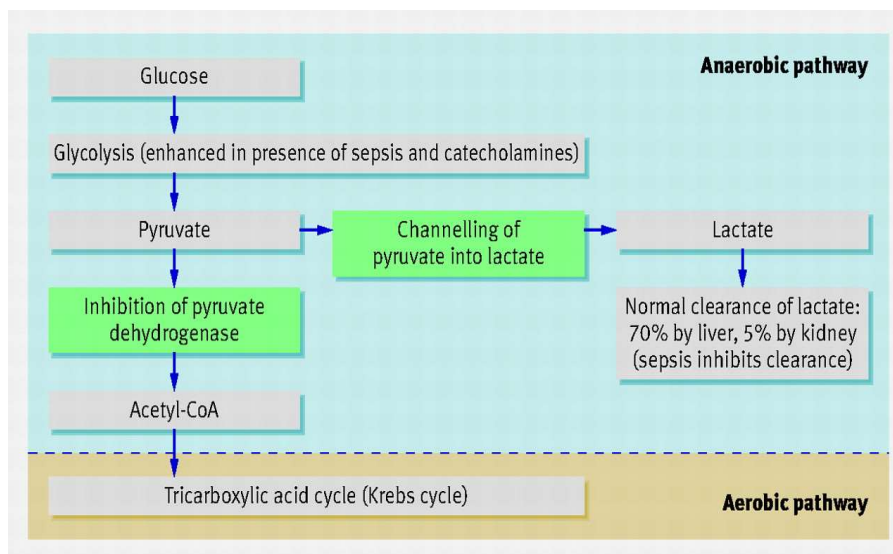 Anaerobic pathway
Glucose
Glycolysis (enhanced in presence of sepsis and catecholamines)
Pyruvate
Channelling of
pyruvate into lactate
Lactate
Inhibition of pyruvate
dehydrogenase
Normal clearance of lactate:
70% by liver, 5% by kidney
(sepsis inhibits clearance)
Acetyl-CoA
Tricarboxylic acid cycle (Krebs cycle)
Aerobic pathway